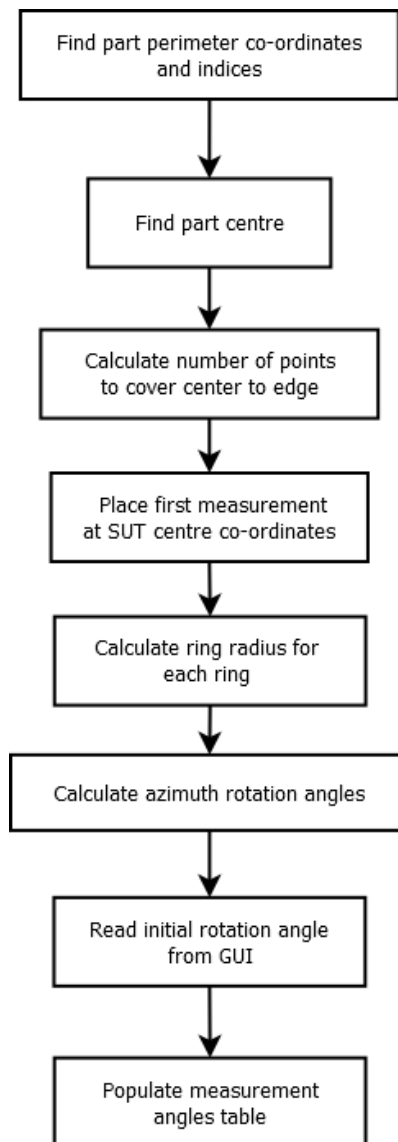 Find part perimeter co-ordinates
and indices
Find part centre
Calculate number of points
to cover center to edge
Place first measurement
at SUT centre co-ordinates
Calculate ring radius for
each ring
Calculate azimuth rotation angles
Read initial rotation angle
from GUI
Populate measurement
angles table